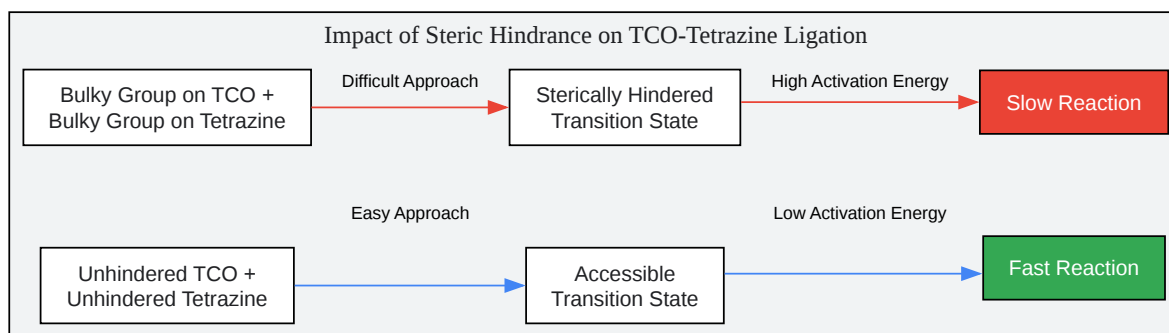 Impact of Steric Hindrance on TCO-Tetrazine Ligation
Bulky Group on TCO +
Bulky Group on Tetrazine
Difficult Approach
Sterically Hindered
Transition State
High Activation Energy
Slow Reaction
Unhindered TCO +
Unhindered Tetrazine
Easy Approach
Accessible
Transition State
Low Activation Energy
Fast Reaction